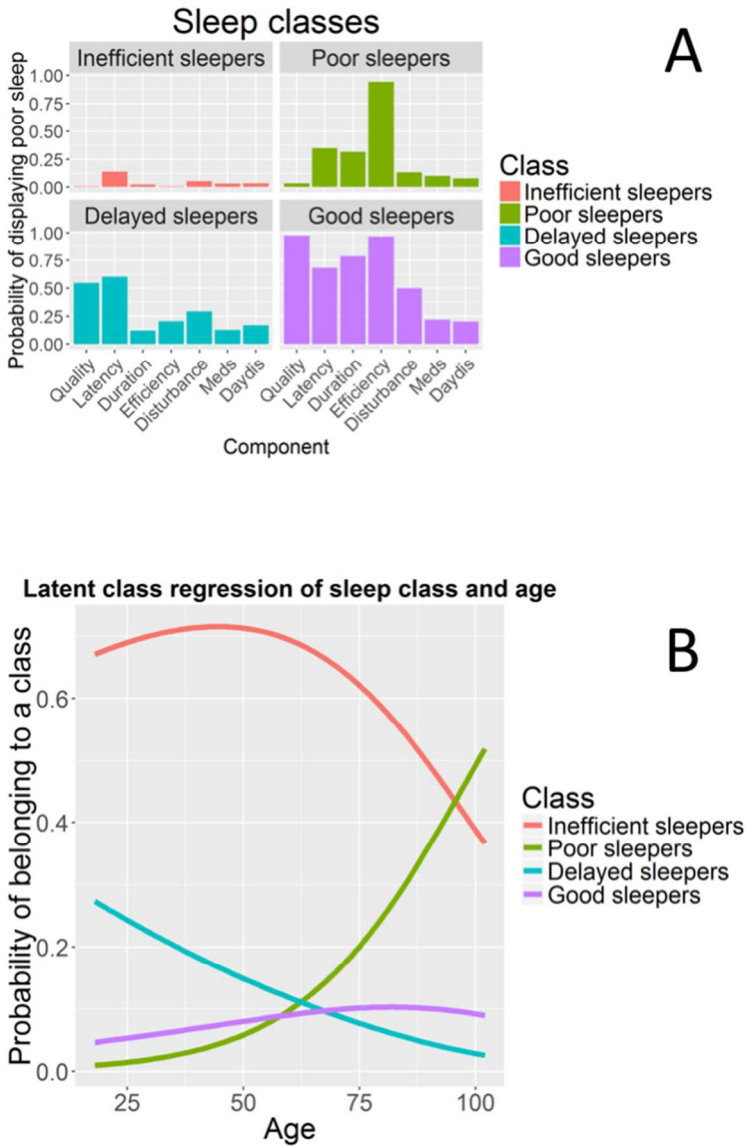 Sleep classes
A
Probability of displaying poor sleep
Inefficient sleepers
Poor sleepers
1.00
0.75
0.50
0.25
0.00
Delayed sleepers
Good sleepers
1.00
0.75
0.50
0.25
0.00
Quality
Latency
Duration
Efficiency
Disturbance
Meds
Daydis
Quality
Latency
Duration
Efficiency
Disturbance
Meds
Daydis
Component
Class
Inefficient sleepers
Poor sleepers
Delayed sleepers
Good sleepers
Latent class regression of sleep class and age
B
Probability of belonging to a class
0.6
0.4
0.2
0.0
25
50
75
100
Age
Class
Inefficient sleepers
Poor sleepers
Delayed sleepers
Good sleepers